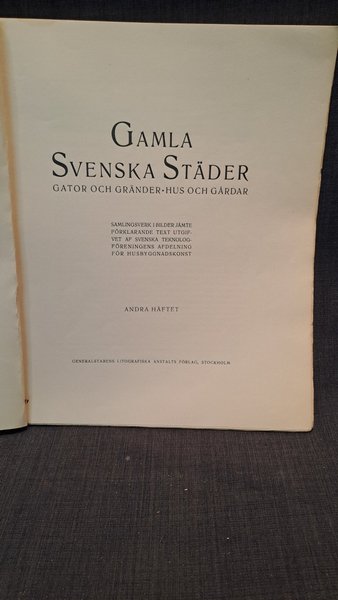 GAMLA
SVENSKA STÄDER
GATOR OCH GRÄNDER·HUS OCH GÅRDAR
SAMLINGSVERK I BILDER JÄMTE
FÖRKLARANDE TEXT UTGIF-
VET AF SVENSKA TEKNOLOG-
FÖRENINGENS AFDELNING
FÖR HUSBYGGNADSKONST
ANDRA HÄFTET
GENERALSTABENS LITOGRAFISKA ANSTALTS FÖRLAG, STOCKHOLM